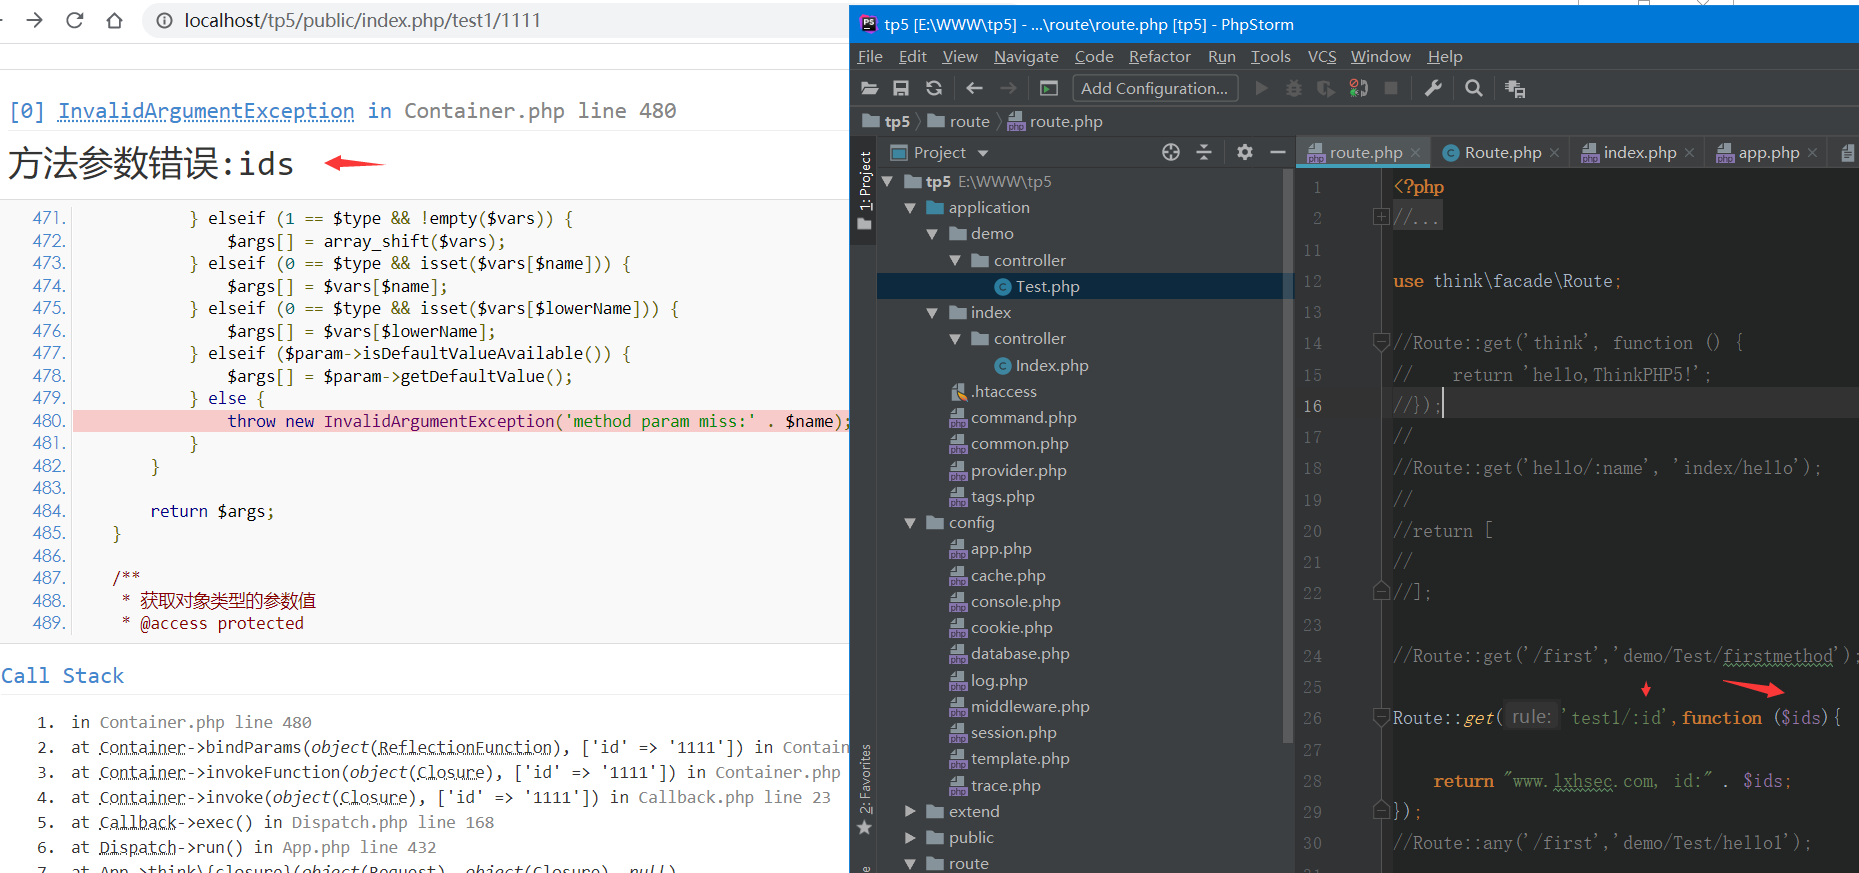 localhost/tp5/public/index.php/test1/1111
[0] InvalidArgumentException in Container.php line 480
方法参数错误:ids
471. } elseif (1 == $type && !empty($vars)) {
472. $args[] = array_shift($vars);
473. } elseif (0 == $type && isset($vars[$name])) {
474. $args[] = $vars[$name];
475. } elseif (0 == $type && isset($vars[$lowerName])) {
476. $args[] = $vars[$lowerName];
477. } elseif ($param->isDefaultValueAvailable()) {
478. $args[] = $param->getDefaultValue();
479. } else {
480. throw new InvalidArgumentException('method param miss:' . $name);
481. }
482. }
483.
484. return $args;
485. }
486.
487. /**
488. * 获取对象类型的参数值
489. * @access protected
Call Stack
1. in Container.php line 480
2. at Container->bindParams(object(ReflectionFunction), ['id' => '1111']) in Contain
3. at Container->invokeFunction(object(Closure), ['id' => '1111']) in Container.php
4. at Container->invoke(object(Closure), ['id' => '1111']) in Callback.php line 23
5. at Callback->exec() in Dispatch.php line 168
6. at Dispatch->run() in App.php line 432
7. at App->think\{closure}(object(Request), object(Closure), null)
PS tp5 [E:\WWW\tp5] - ...\route\route.php [tp5] - PhpStorm
File Edit View Navigate Code Refactor Run Tools VCS Window Help
Add Configuration...
tp5 route route.php
1: Project
2: Favorites
Project
tp5 E:\WWW\tp5
application
demo
controller
Test.php
index
controller
Index.php
.htaccess
command.php
common.php
provider.php
tags.php
config
app.php
cache.php
console.php
cookie.php
database.php
log.php
middleware.php
session.php
template.php
trace.php
extend
public
route
route.php Route.php index.php app.php
1 <?php
2 //...
11
12 use think\facade\Route;
13
14 //Route::get('think', function () {
15 // return 'hello,ThinkPHP5!';
16 //});
17 //
18 //Route::get('hello/:name', 'index/hello');
19 //
20 //return [
21 //
22 //];
23
24 //Route::get('/first','demo/Test/firstmethod');
25
26 Route::get( rule: 'test1/:id',function ($ids){
27
28 return "www.lxhsec.com, id:" . $ids;
29 });
30 //Route::any('/first','demo/Test/hello1');